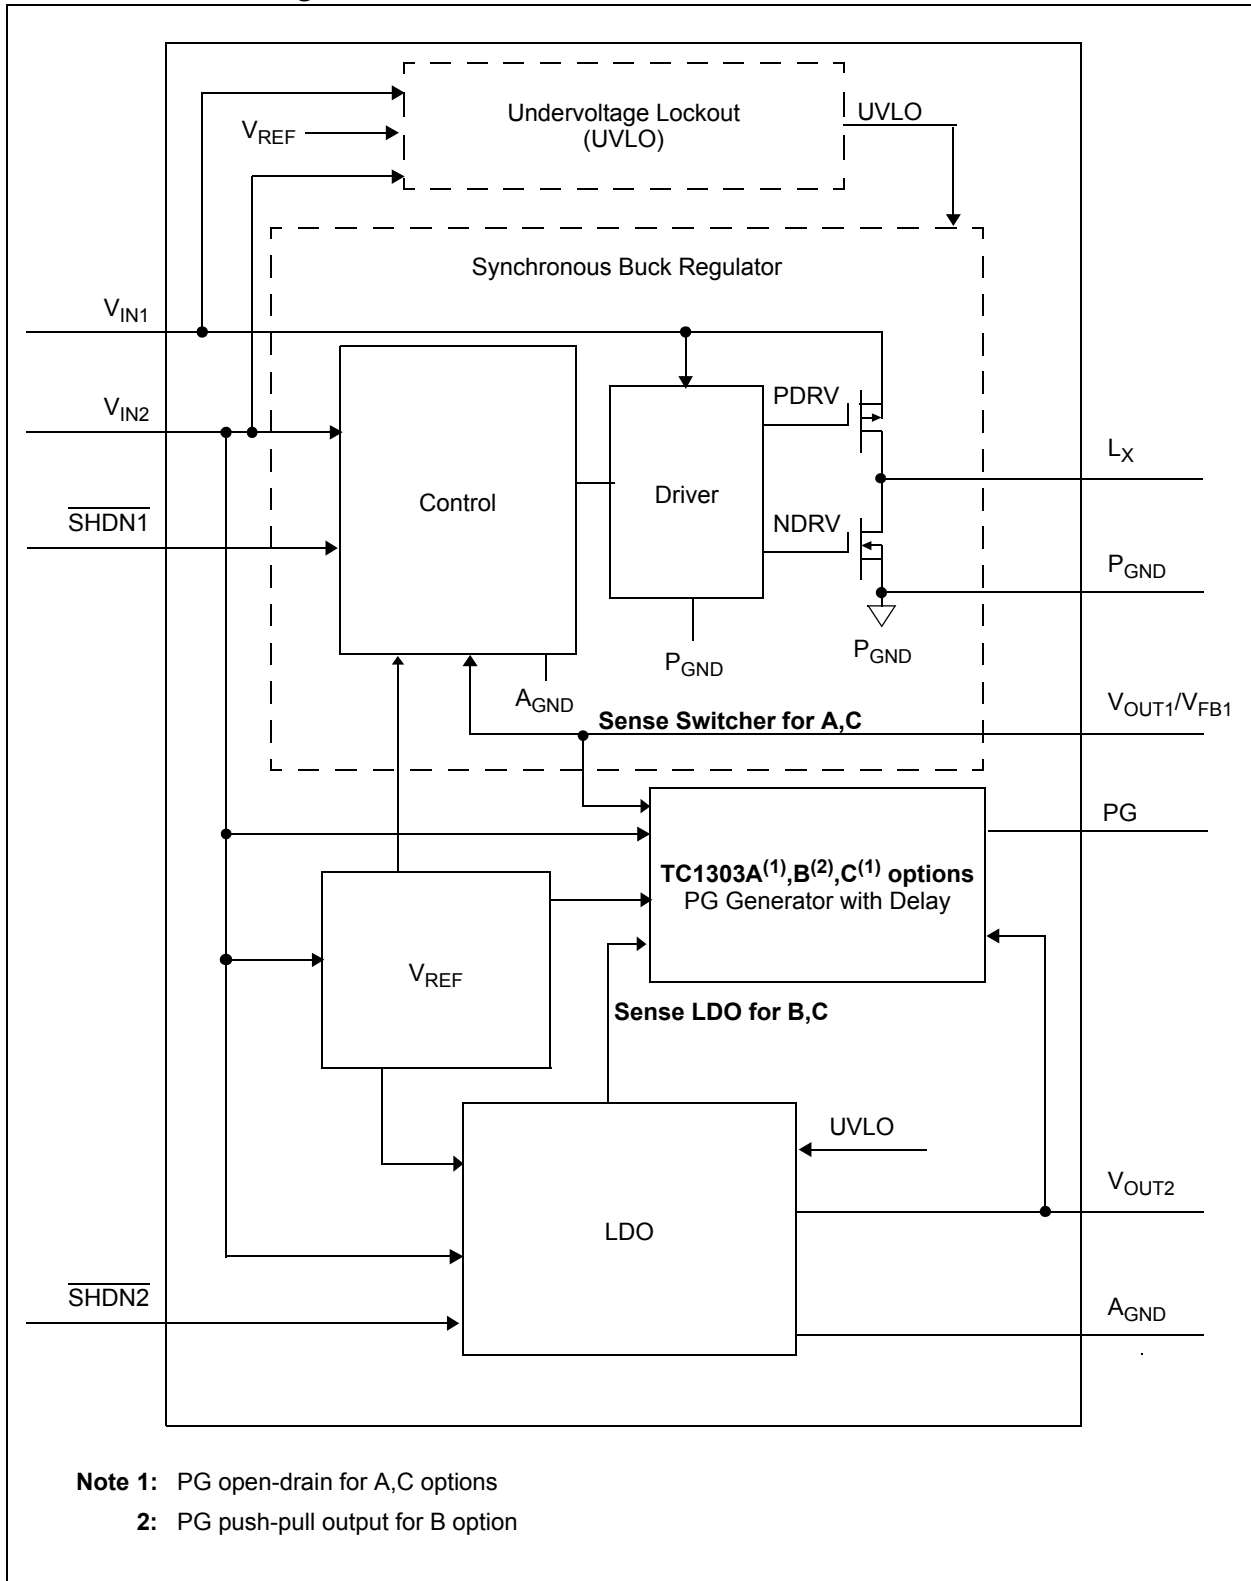 Undervoltage Lockout
(UVLO)
UVLO
VREF
Synchronous Buck Regulator
VIN1
VIN2
SHDN1
Control
Driver
PDRV
NDRV
LX
PGND
PGND
PGND
AGND
VOUT1/VFB1
Sense Switcher for A,C
PG
TC1303A(1),B(2),C(1) options
PG Generator with Delay
VREF
Sense LDO for B,C
UVLO
LDO
VOUT2
SHDN2
AGND
Note 1: PG open-drain for A,C options
2: PG push-pull output for B option